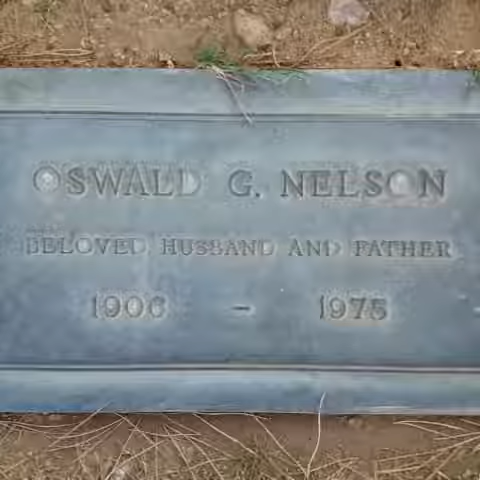 OSWALD G. NELSON
BELOVED HUSBAND AND FATHER
1906 - 1975